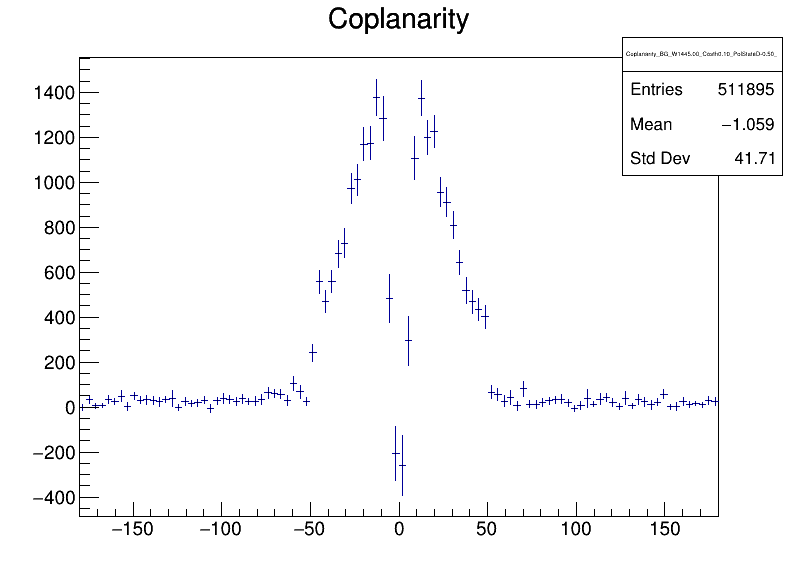 Coplanarity
Coplanarity_BG_W1445.00_Costh0.10_PolStateD-0.50_
Entries 511895
Mean −1.059
Std Dev 41.71
1400
1200
1000
800
600
400
200
0
−200
−400
−150 −100 −50 0 50 100 150